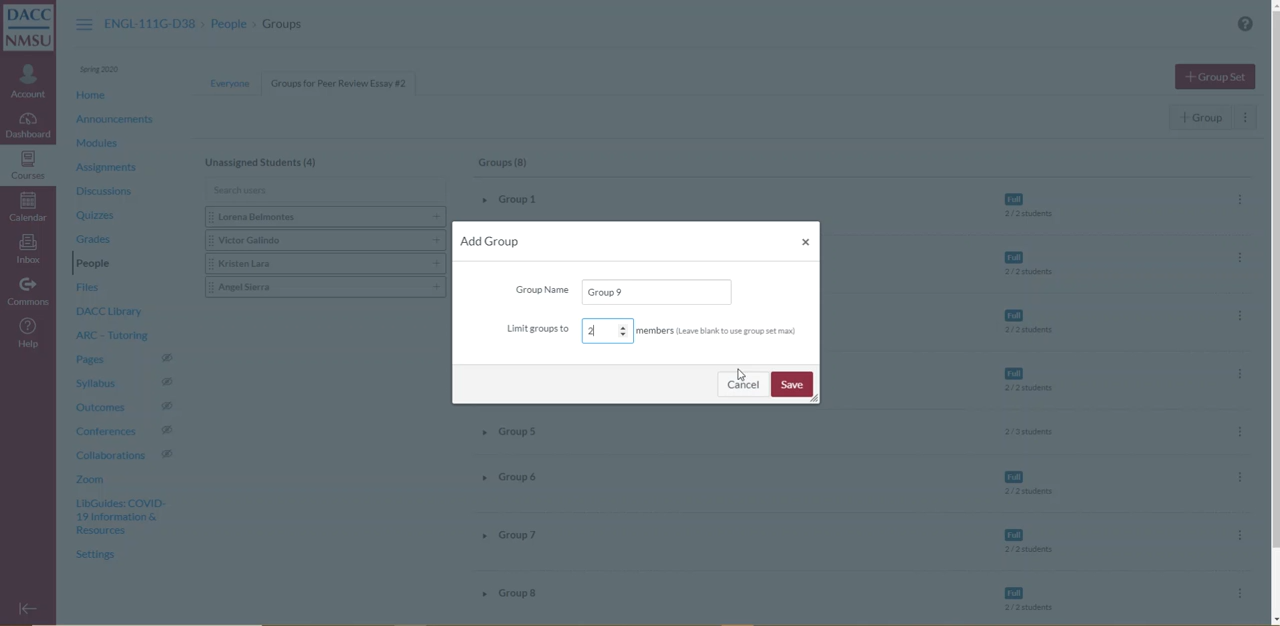 DACC
NMSU
ENGL-111G-D38 › People › Groups
Account
Dashboard
Courses
Calendar
Inbox
Commons
Help
Spring 2020
Home
Announcements
Modules
Assignments
Discussions
Quizzes
Grades
People
Files
DACC Library
ARC - Tutoring
Pages
Syllabus
Outcomes
Conferences
Collaborations
Zoom
LibGuides: COVID-
19 Information &
Resources
Settings
Everyone
Groups for Peer Review Essay #2
+ Group Set
+ Group
Unassigned Students (4)
Search users
Lorena Belmontes
Victor Galindo
Kristan Lara
Angel Sierra
Groups (8)
Group 1
Full
2 / 2 students
Full
2 / 2 students
Full
2 / 2 students
Full
2 / 2 students
Group 5
2 / 3 students
Group 6
Full
2 / 2 students
Group 7
Full
2 / 2 students
Group 8
Full
2 / 2 students
Add Group
Group Name
Group 9
Limit groups to
2
members (Leave blank to use group set max)
Cancel
Save